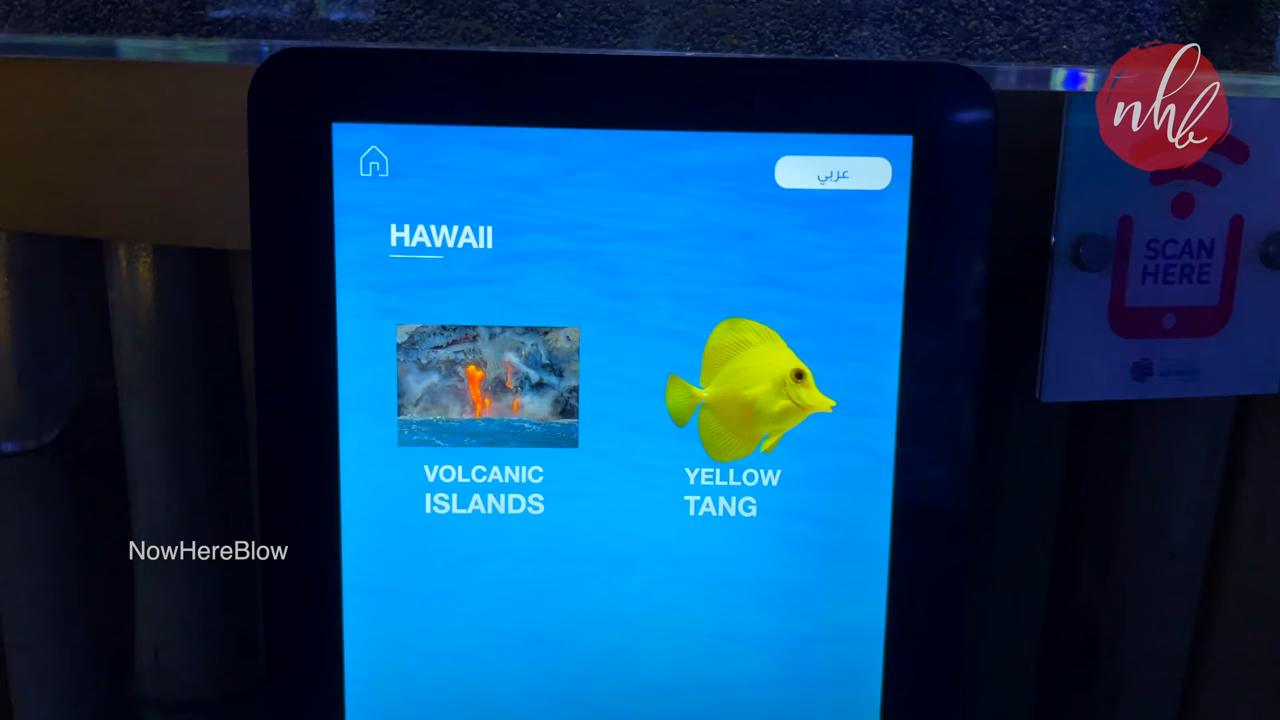 nhb
عربي
HAWAII
SCAN
HERE
VOLCANIC
ISLANDS
YELLOW
TANG
NowHereBlow